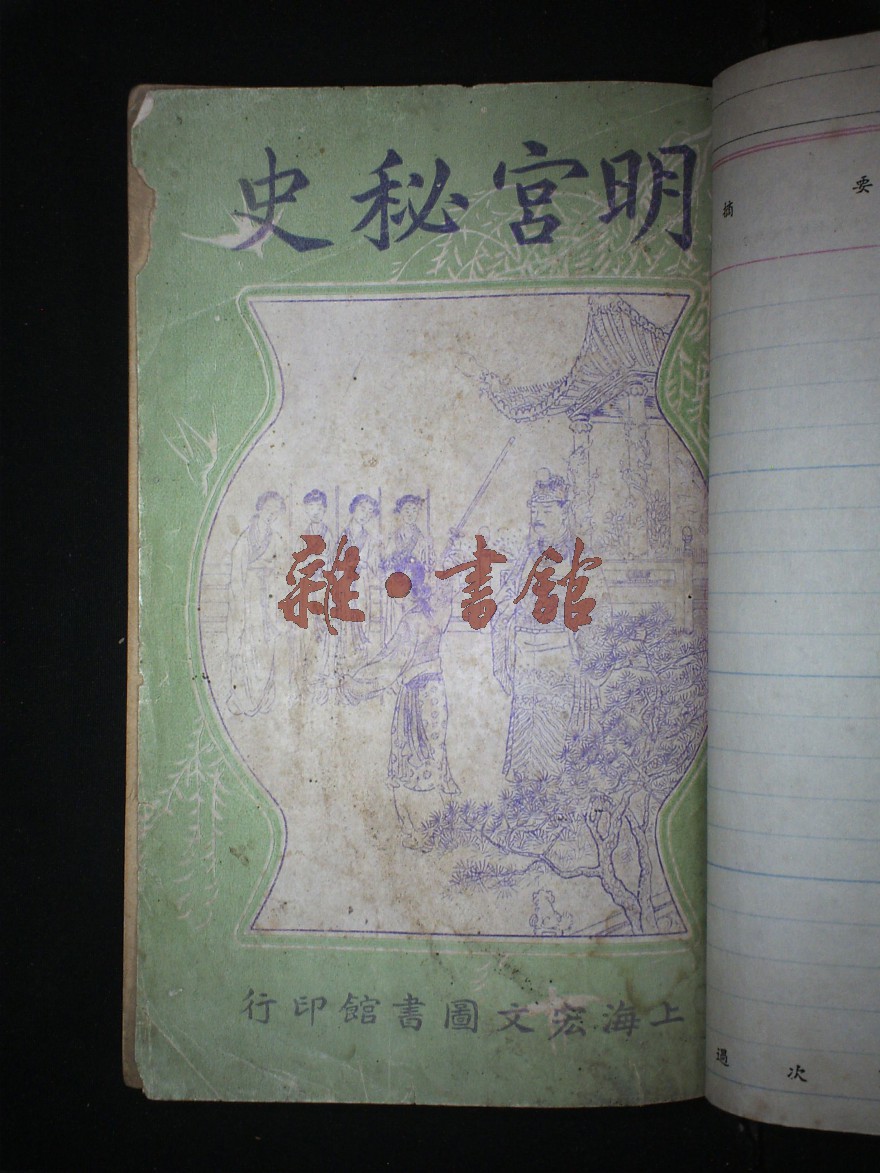 明宮秘史
雜·書館
上海宏文圖書館印行
摘要
過次